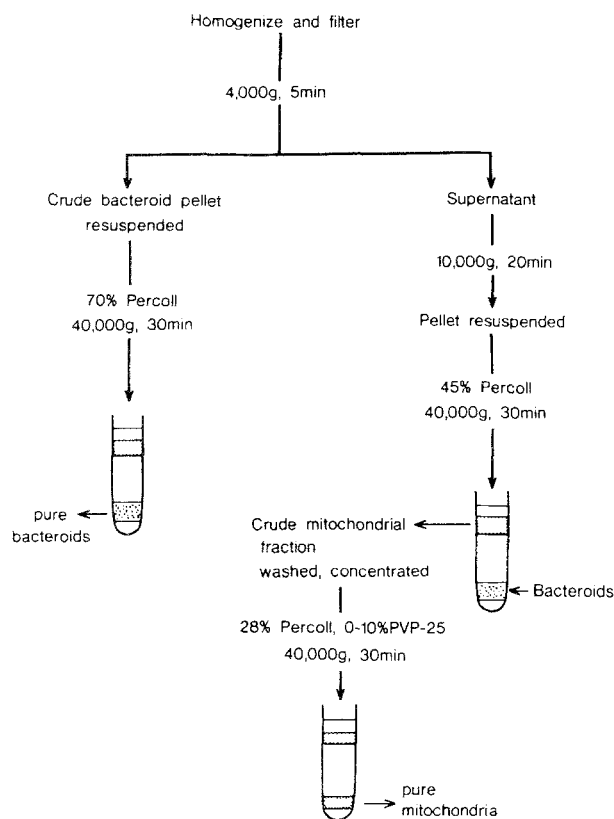 Homogenize and filter
4,000g, 5min
Crude bacteroid pellet
resuspended
Supernatant
10,000g, 20min
70% Percoll
40,000g, 30min
Pellet resuspended
45% Percoll
40,000g, 30min
pure
bacteroids
Crude mitochondrial
fraction
washed, concentrated
Bacteroids
28% Percoll, 0-10%PVP-25
40,000g, 30min
pure
mitochondria